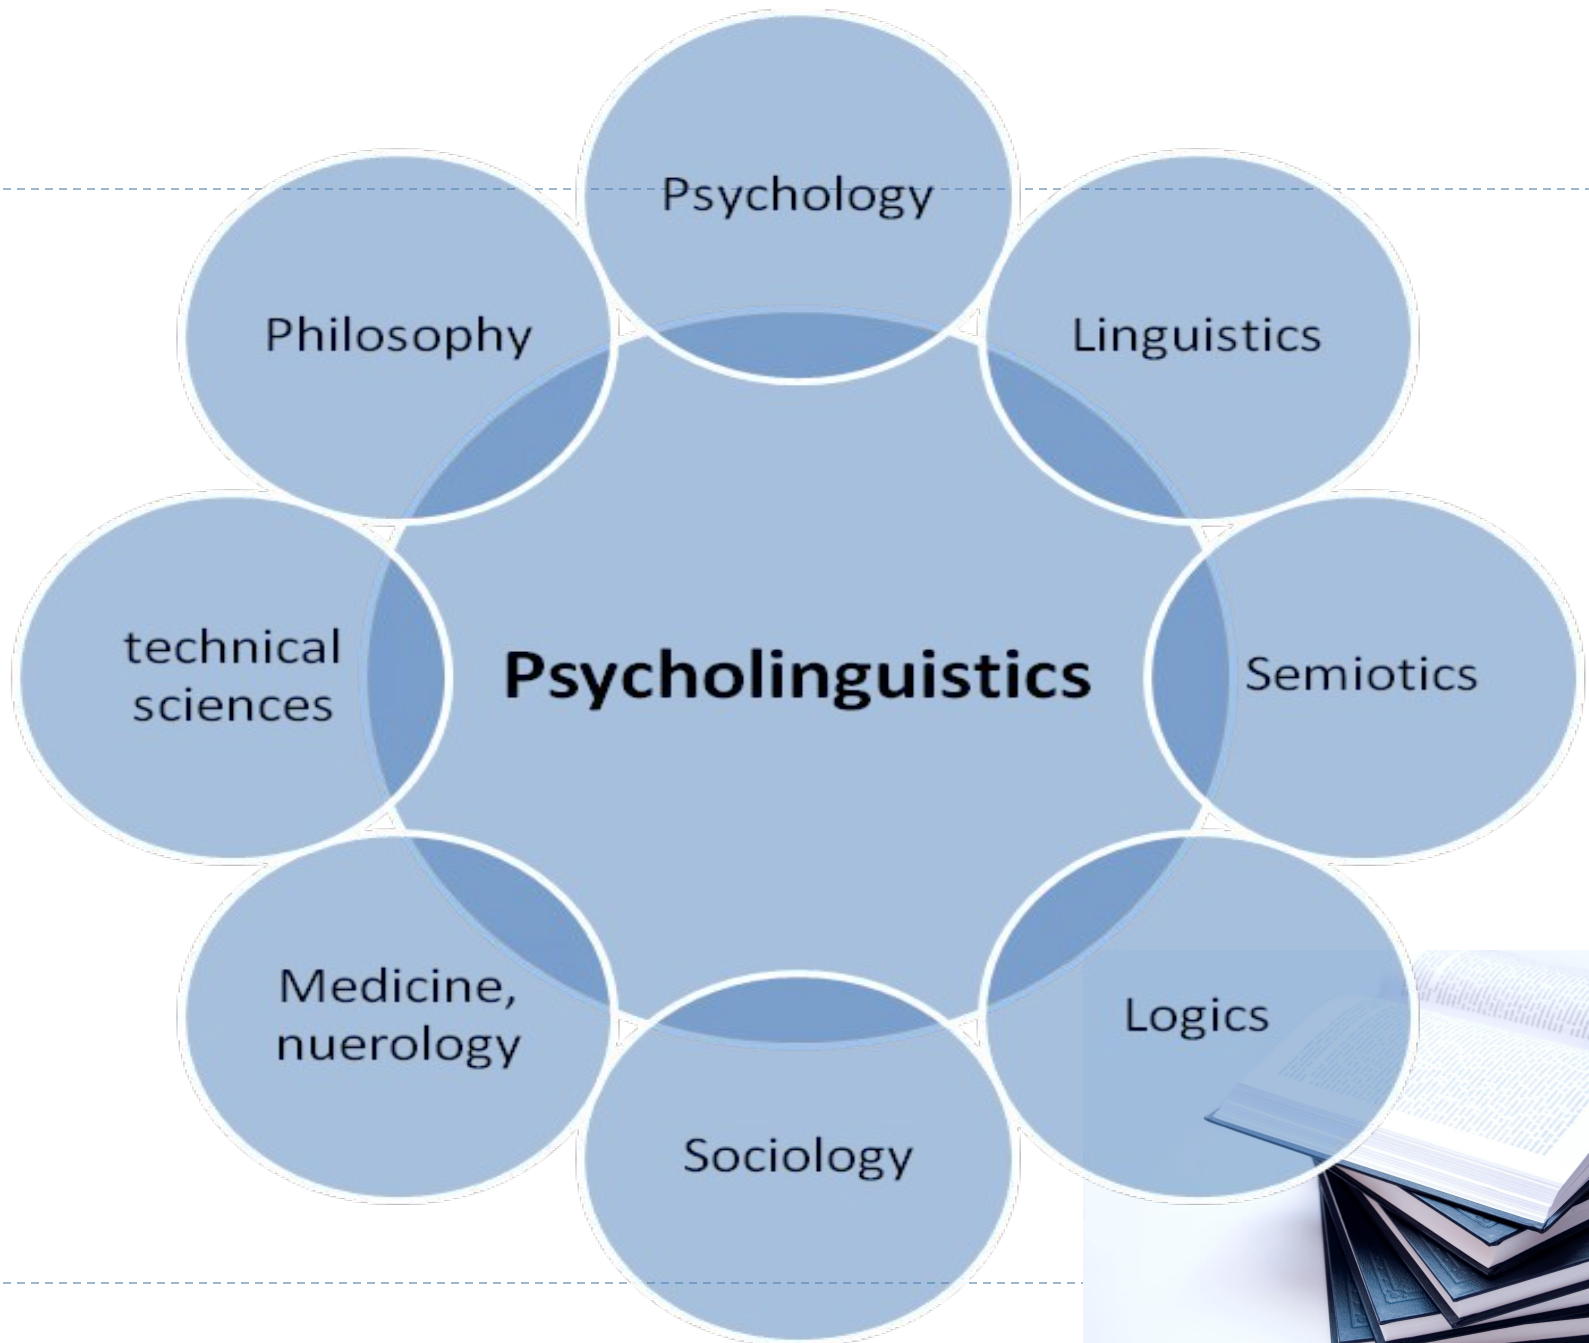 Psychology
Philosophy
Linguistics
technical
sciences
Psycholinguistics
Semiotics
Medicine,
nuerology
Logics
Sociology